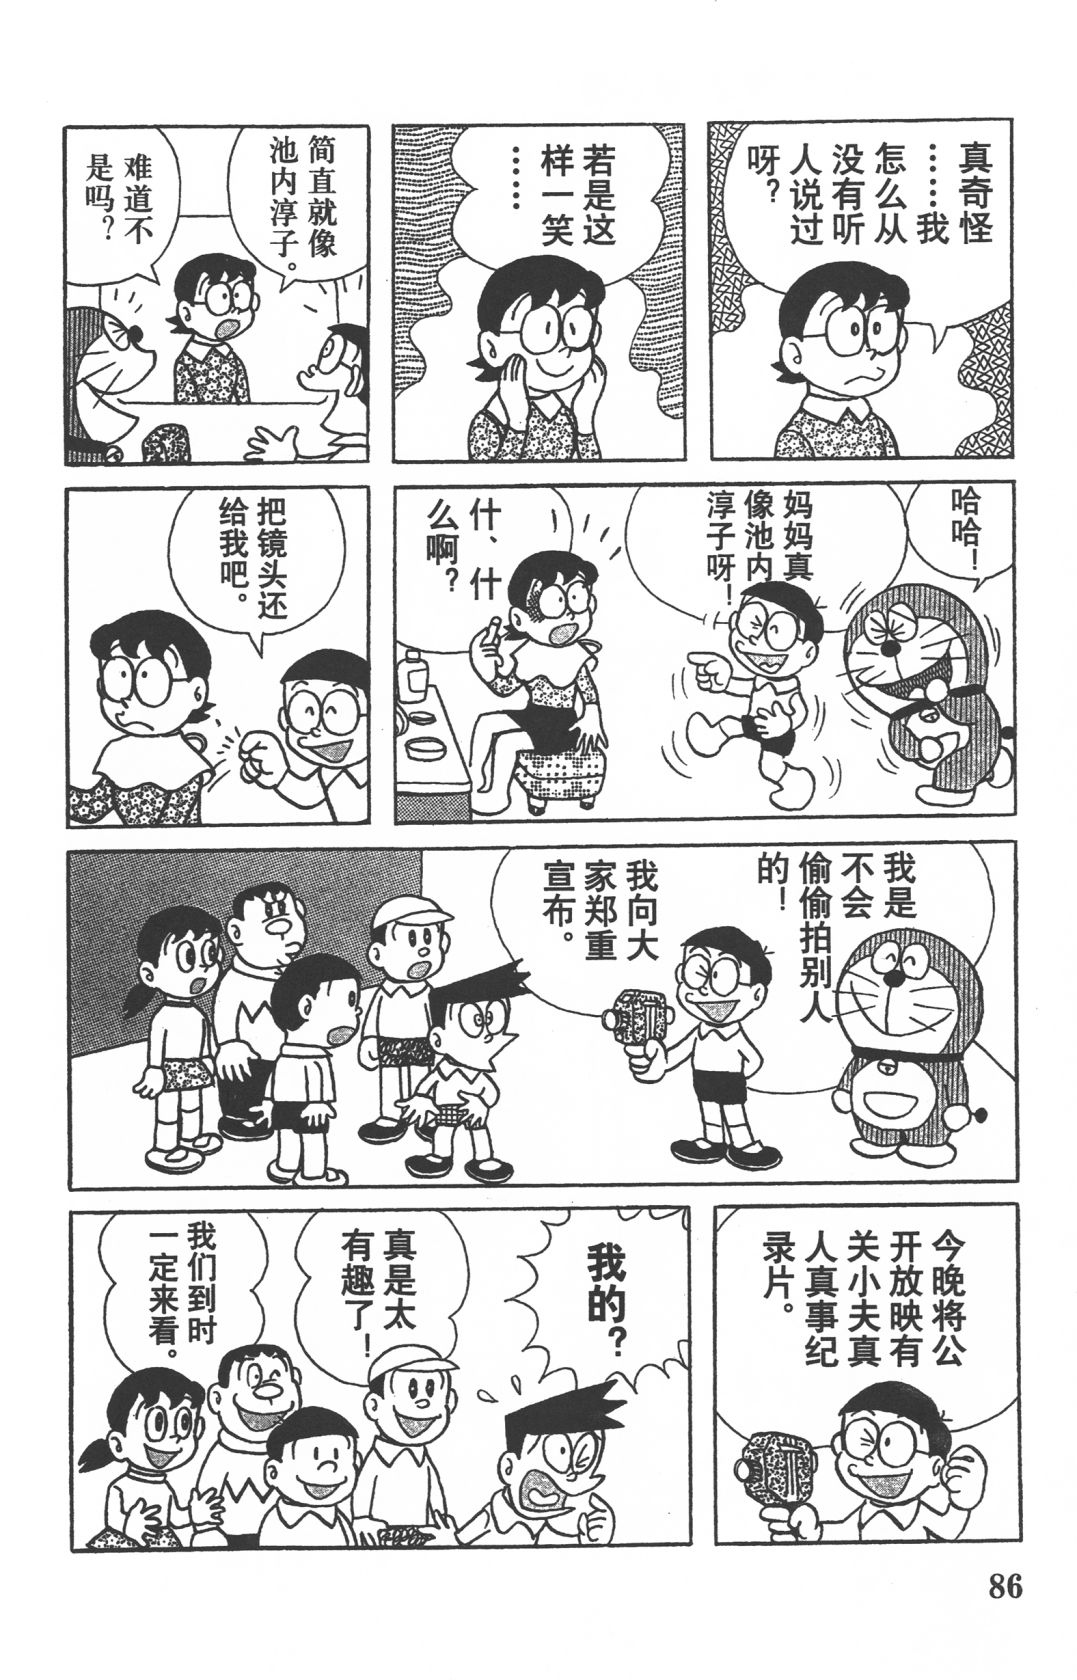 真奇怪
……我
怎么从
没有听
人说过
呀？
若是这
样一笑
……
简直就像
池内淳子。
难道不
是吗？
哈哈！
妈妈真
像池内
淳子呀！
什、什
么啊？
把镜头还
给我吧。
我是
不会
偷偷拍别人
的！
我向大
家郑重
宣布。
今晚将公
开放映有
关小夫真
人真事纪
录片。
我的？
真是太
有趣了！
我们到时
一定来看。
86